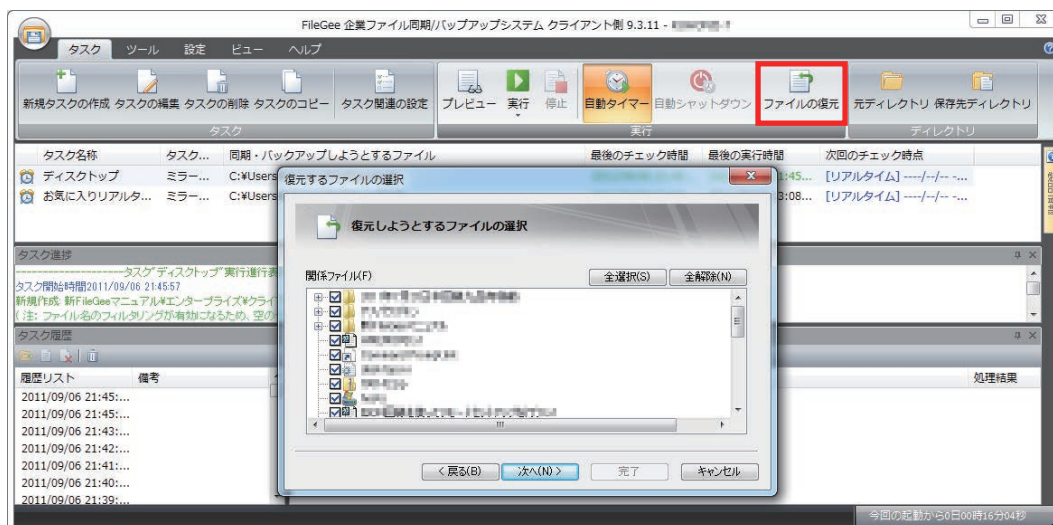 FileGee 企業ファイル同期/バップアップシステム クライアント側 9.3.11 -
タスク ツール 設定 ビュー ヘルプ
新規タスクの作成 タスクの編集 タスクの削除 タスクのコピー タスク関連の設定 プレビュー 実行 停止 自動タイマー 自動シャットダウン ファイルの復元 元ディレクトリ 保存先ディレクトリ
タスク 実行 ディレクトリ
タスク名称 タスク... 同期・バックアップしようとするファイル 最後のチェック時間 最後の実行時間 次回のチェック時点
ディスクトップ ミラー... C:¥Users 1:45... [リアルタイム] ----/--/-- -...
お気に入りリアルタ... ミラー... C:¥Users 3:08... [リアルタイム] ----/--/-- -...
復元するファイルの選択
復元しようとするファイルの選択
関係ファイル(F) 全選択(S) 全解除(N)
< 戻る(B) 次へ(N) > 完了 キャンセル
タスク進捗
--------------------タスク"ディスクトップ"実行進行表
タスク開始時間2011/09/06 21:45:57
新規作成 新FileGeeマニュアル¥エンタープライズ¥クライ
(注: ファイル名のフィルタリングが有効になるため、空の
タスク履歴
履歴リスト 備考 処理結果
2011/09/06 21:45:...
2011/09/06 21:45:...
2011/09/06 21:43:...
2011/09/06 21:42:...
2011/09/06 21:41:...
2011/09/06 21:40:...
2011/09/06 21:39:...
今回の起動から0日00時16分04秒